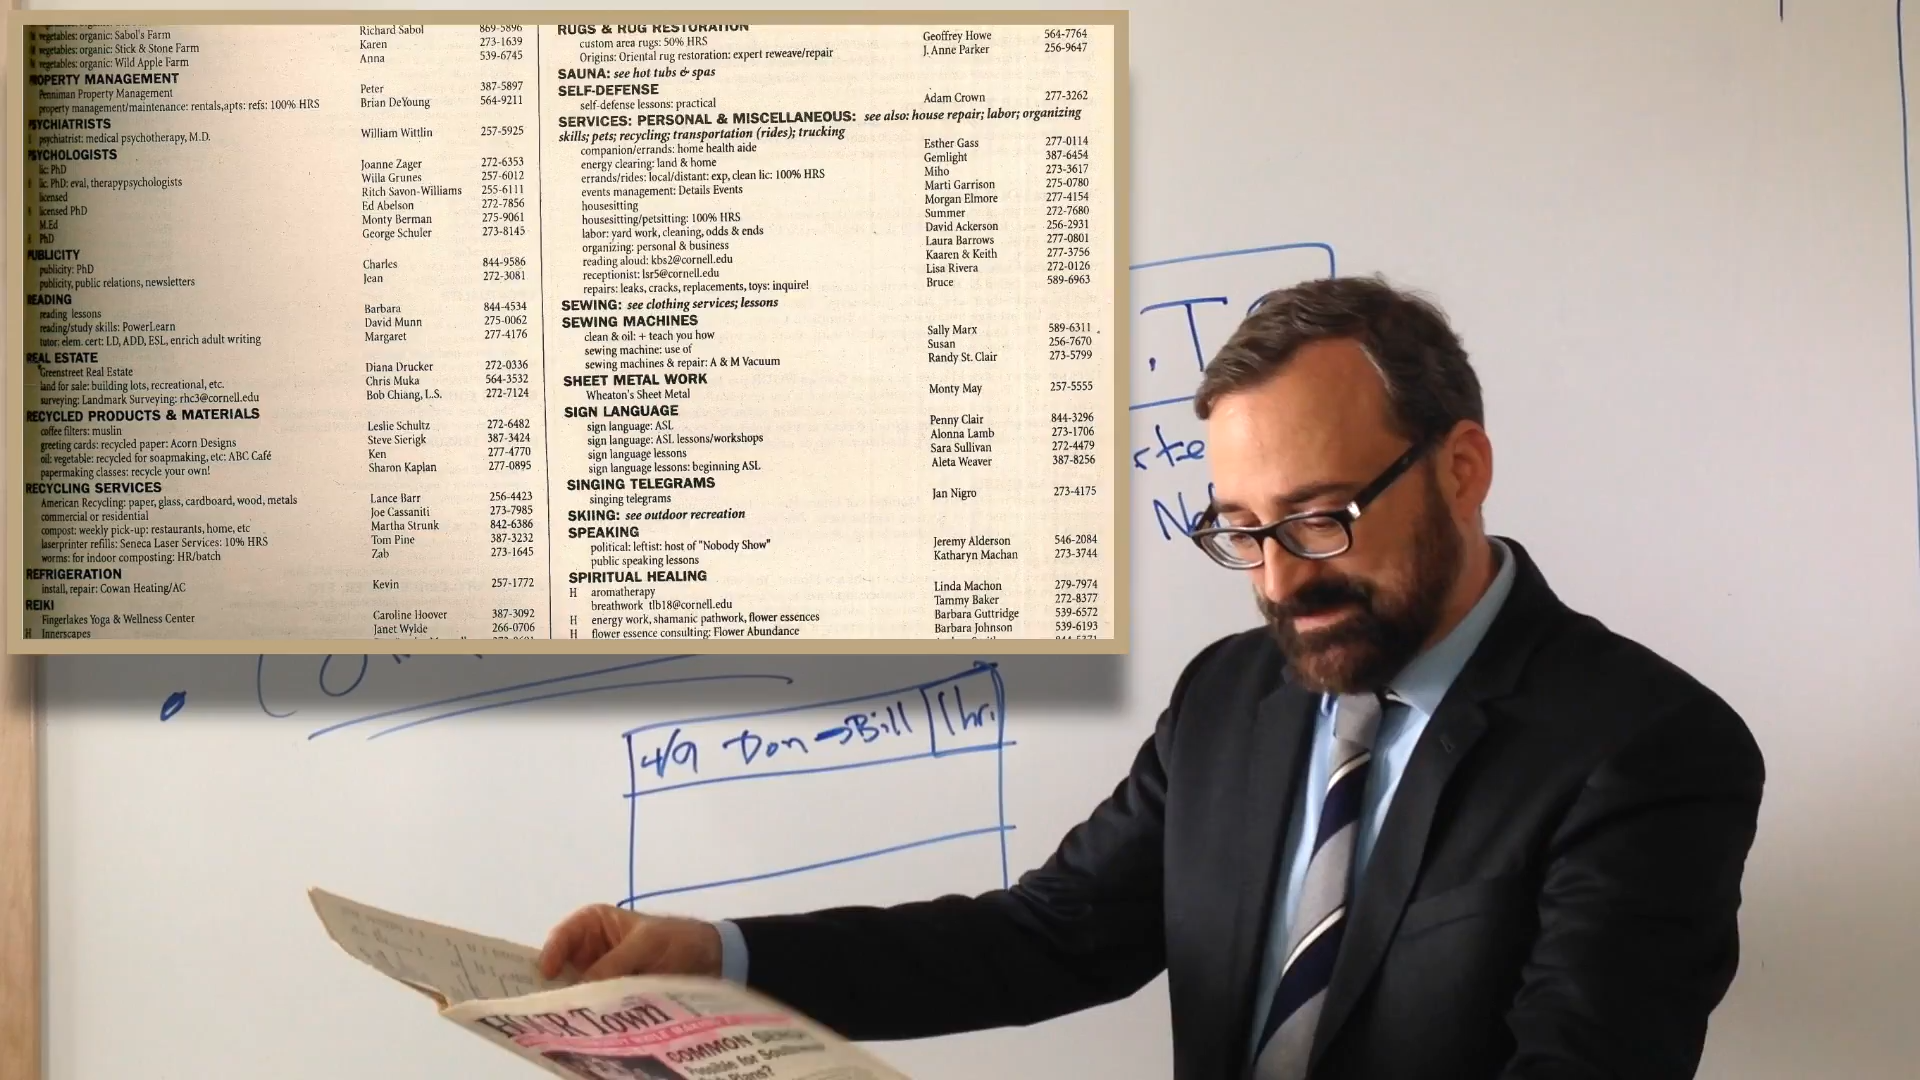 vegetables: organic: Sabol's Farm Richard Sabol 869-5896
vegetables: organic: Stick & Stone Farm Karen 273-1639
vegetables: organic: Wild Apple Farm Anna 539-6745
PROPERTY MANAGEMENT
Penniman Property Management Peter 387-5897
property management/maintenance: rentals,apts: refs: 100% HRS Brian DeYoung 564-9211
PSYCHIATRISTS
psychiatrist: medical psychotherapy, M.D. William Wittlin 257-5925
PSYCHOLOGISTS
lic. PhD Joanne Zager 272-6353
lic. PhD: eval, therapypsychologists Willa Grunes 257-6012
licensed Ritch Savon-Williams 255-6111
licensed PhD Ed Abelson 272-7856
M.Ed Monty Berman 275-9061
PhD George Schuler 273-8145
PUBLICITY
publicity: PhD Charles 844-9586
publicity, public relations, newsletters Jean 272-3081
READING
reading lessons Barbara 844-4534
reading/study skills: PowerLearn David Munn 275-0062
tutor: elem. cert: LD, ADD, ESL, enrich adult writing Margaret 277-4176
REAL ESTATE
Greenstreet Real Estate Diana Drucker 272-0336
land for sale: building lots, recreational, etc. Chris Muka 564-3532
surveying: Landmark Surveying: rhc3@cornell.edu Bob Chiang, L.S. 272-7124
RECYCLED PRODUCTS & MATERIALS
coffee filters: muslin Leslie Schultz 272-6482
greeting cards: recycled paper: Acorn Designs Steve Sierigk 387-3424
oil: vegetable: recycled for soapmaking, etc: ABC Café Ken 277-4770
papermaking classes: recycle your own! Sharon Kaplan 277-0895
RECYCLING SERVICES
American Recycling: paper, glass, cardboard, wood, metals Lance Barr 256-4423
commercial or residential Joe Cassaniti 273-7985
compost: weekly pick-up: restaurants, home, etc Martha Strunk 842-6386
laserprinter refills: Seneca Laser Services: 10% HRS Tom Pine 387-3232
worms: for indoor composting: HR/batch Zab 273-1645
REFRIGERATION
install, repair: Cowan Heating/AC Kevin 257-1772
REIKI
Fingerlakes Yoga & Wellness Center Caroline Hoover 387-3092
H Innerscapes Janet Wylde 266-0706
RUGS & RUG RESTORATION
custom area rugs: 50% HRS Geoffrey Howe 564-7764
Origins: Oriental rug restoration: expert reweave/repair J. Anne Parker 256-9647
SAUNA: see hot tubs & spas
SELF-DEFENSE
self-defense lessons: practical Adam Crown 277-3262
SERVICES: PERSONAL & MISCELLANEOUS: see also: house repair; labor; organizing
skills; pets; recycling; transportation (rides); trucking
companion/errands: home health aide Esther Gass 277-0114
energy clearing: land & home Gemlight 387-6454
errands/rides: local/distant: exp, clean lic: 100% HRS Miho 273-3617
events management: Details Events Marti Garrison 275-0780
housesitting Morgan Elmore 277-4154
housesitting/petsitting: 100% HRS Summer 272-7680
labor: yard work, cleaning, odds & ends David Ackerson 256-2931
organizing: personal & business Laura Barrows 277-0801
reading aloud: kbs2@cornell.edu Kaaren & Keith 277-3756
receptionist: lsr5@cornell.edu Lisa Rivera 272-0126
repairs: leaks, cracks, replacements, toys: inquire! Bruce 589-6963
SEWING: see clothing services; lessons
SEWING MACHINES
clean & oil: + teach you how Sally Marx 589-6311
sewing machine: use of Susan 256-7670
sewing machines & repair: A & M Vacuum Randy St. Clair 273-5799
SHEET METAL WORK
Wheaton's Sheet Metal Monty May 257-5555
SIGN LANGUAGE
sign language: ASL Penny Clair 844-3296
sign language: ASL lessons/workshops Alonna Lamb 273-1706
sign language lessons Sara Sullivan 272-4479
sign language lessons: beginning ASL Aleta Weaver 387-8256
SINGING TELEGRAMS
singing telegrams Jan Nigro 273-4175
SKIING: see outdoor recreation
SPEAKING
political: leftist: host of "Nobody Show" Jeremy Alderson 546-2084
public speaking lessons Katharyn Machan 273-3744
SPIRITUAL HEALING
H aromatherapy Linda Machon 279-7974
breathwork tlb18@cornell.edu Tammy Baker 272-8377
H energy work, shamanic pathwork, flower essences Barbara Guttridge 539-6572
H flower essence consulting: Flower Abundance Barbara Johnson 539-6193
4/9 Don → Bill 1 hr.
HOUR Town
COMMON
Possible for
Plans?